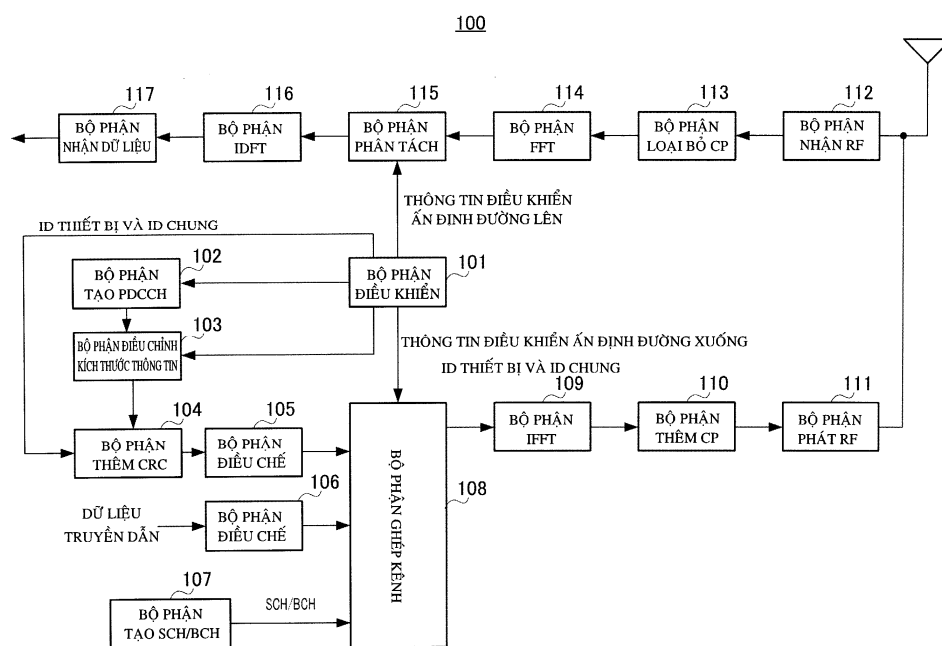 100
117
116
115
114
113
112
BỘ PHẬN
NHẬN DỮ LIỆU
BỘ PHẬN
IDFT
BỘ PHẬN
PHÂN TÁCH
BỘ PHẬN
FFT
BỘ PHẬN
LOẠI BỎ CP
BỘ PHẬN
NHẬN RF
THÔNG TIN ĐIỀU KHIỂN
ẤN ĐỊNH ĐƯỜNG LÊN
ID THIẾT BỊ VÀ ID CHUNG
102
BỘ PHẬN
TẠO PDCCH
101
BỘ PHẬN
ĐIỀU KHIỂN
103
BỘ PHẬN ĐIỀU CHỈNH
KÍCH THƯỚC THÔNG TIN
THÔNG TIN ĐIỀU KHIỂN ẤN ĐỊNH ĐƯỜNG XUỐNG
ID THIẾT BỊ VÀ ID CHUNG
104
BỘ PHẬN
THÊM CRC
105
BỘ PHẬN
ĐIỀU CHẾ
109
BỘ PHẬN
IFFT
110
BỘ PHẬN
THÊM CP
111
BỘ PHẬN
PHÁT RF
DỮ LIỆU
TRUYỀN DẪN
106
BỘ PHẬN
ĐIỀU CHẾ
BỘ PHẬN GHÉP KÊNH
108
107
BỘ PHẬN
TẠO SCH/BCH
SCH/BCH